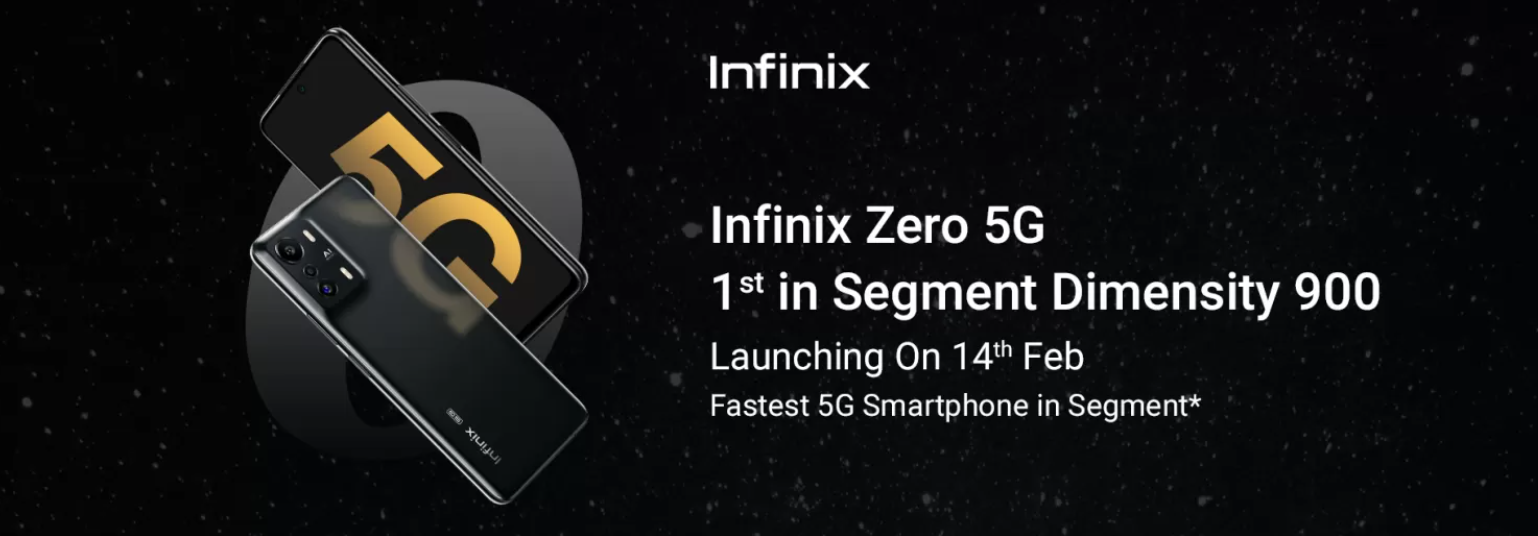 Infinix
5G
AI
Infinix
Infinix Zero 5G
1st in Segment Dimensity 900
Launching On 14th Feb
Fastest 5G Smartphone in Segment*